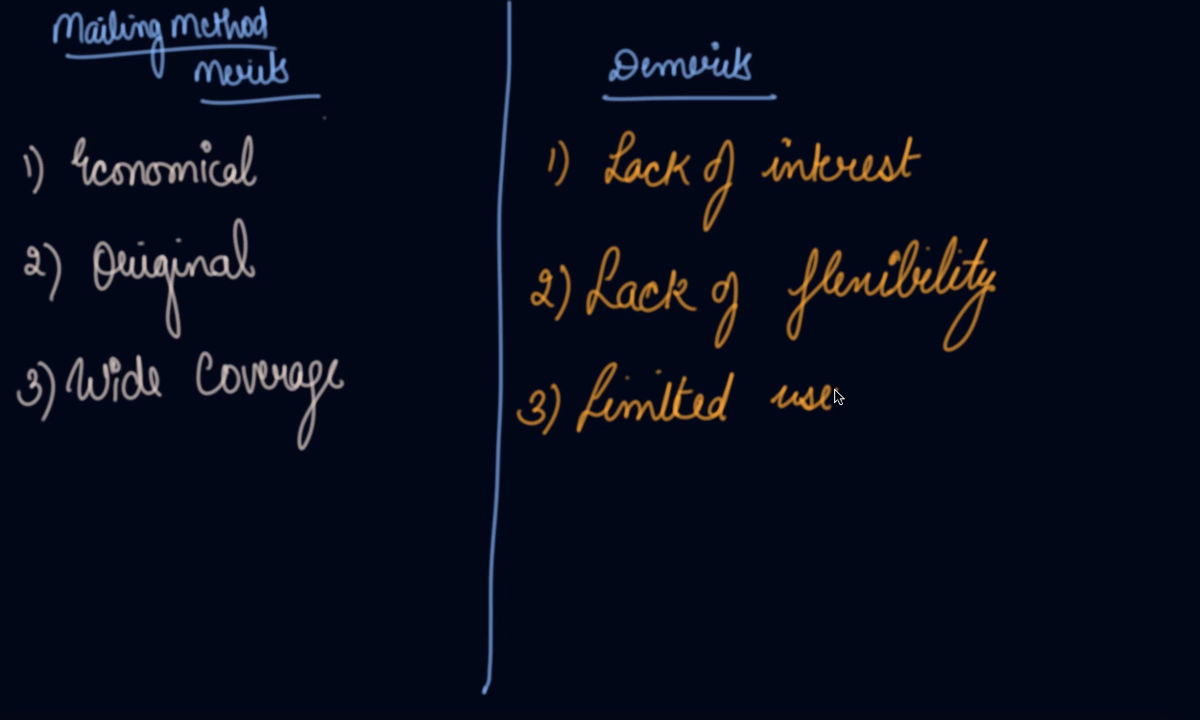 Mailing Method
Merits
1) Economical
2) Original
3) Wide Coverage
Demerits
1) Lack of interest
2) Lack of flexibility
3) Limited use